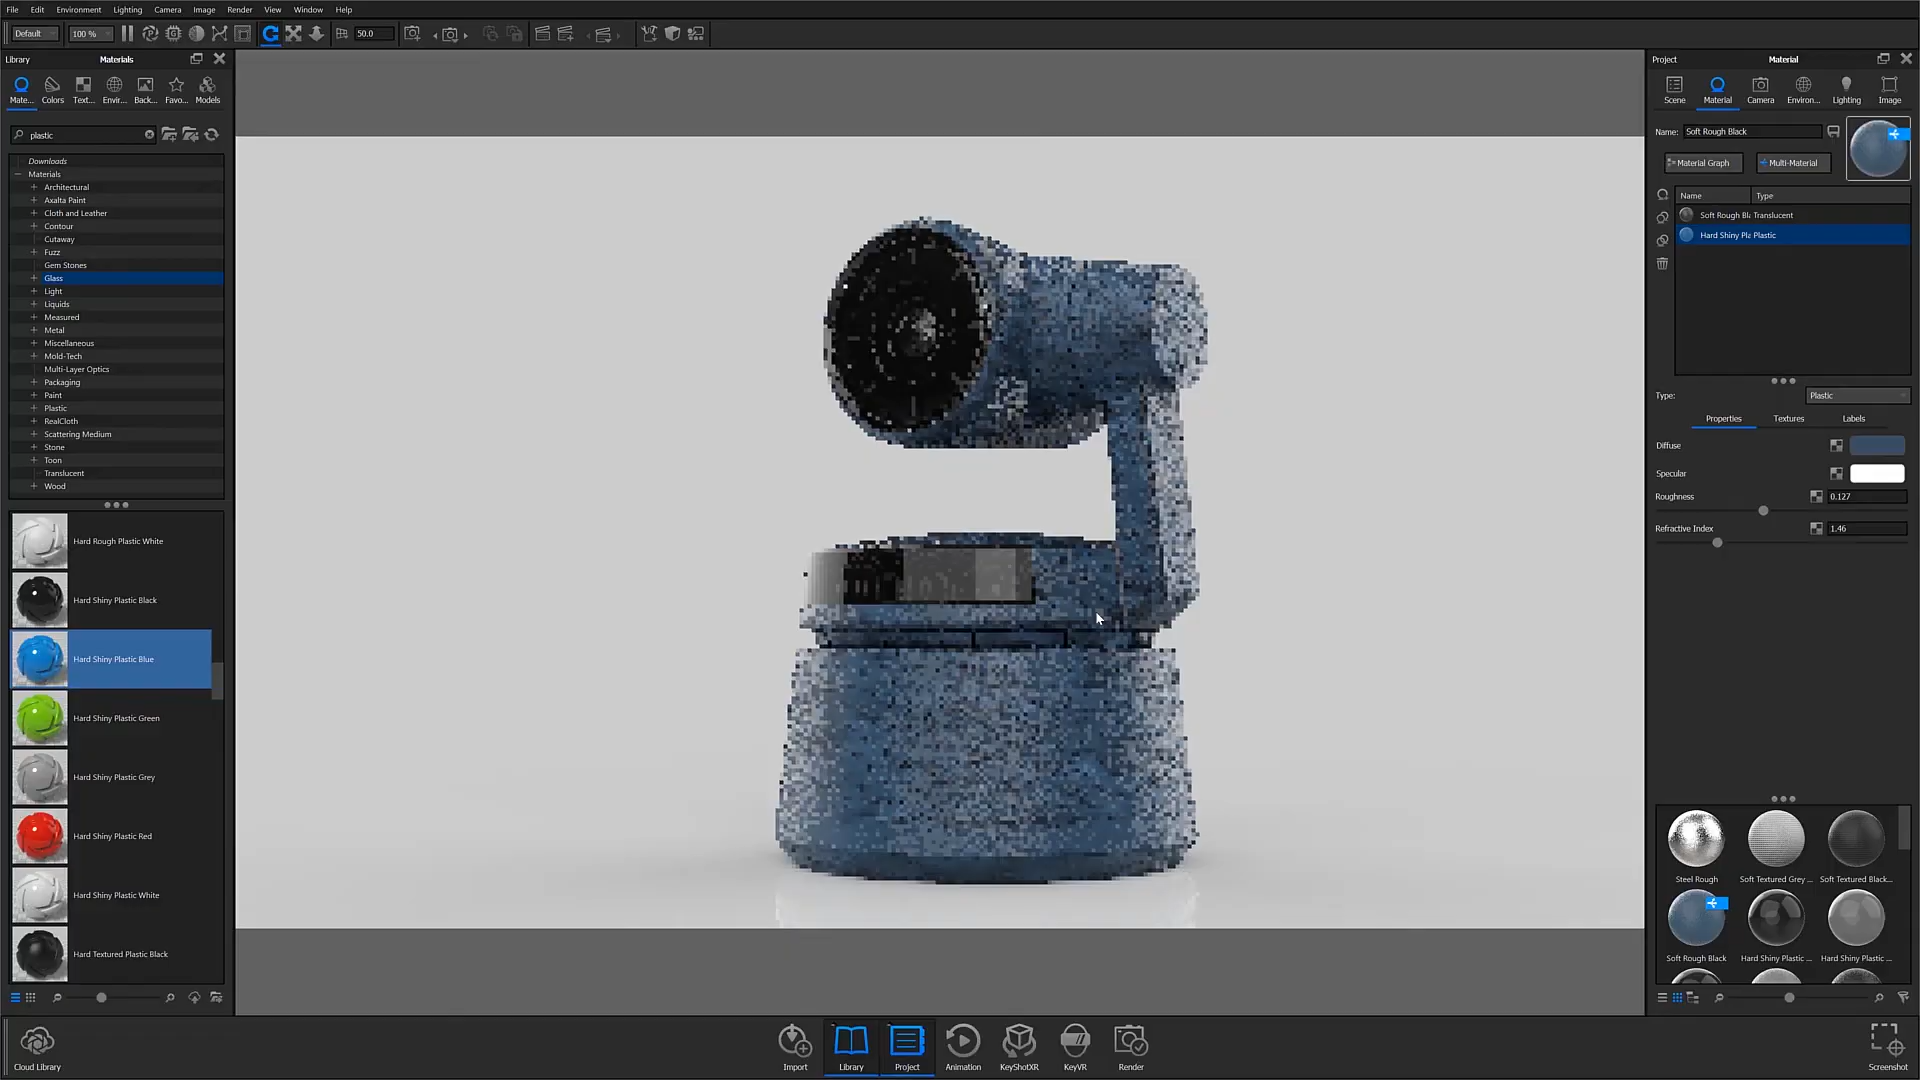 File Edit Environment Lighting Camera Image Render View Window Help
Default 100 % 50.0
Library Materials
Mate... Colors Text... Envir... Back... Favo... Models
plastic
Downloads
Materials
Architectural
Axalta Paint
Cloth and Leather
Contour
Cutaway
Fuzz
Gem Stones
Glass
Light
Liquids
Measured
Metal
Miscellaneous
Mold-Tech
Multi-Layer Optics
Packaging
Paint
Plastic
RealCloth
Scattering Medium
Stone
Toon
Translucent
Wood
Hard Rough Plastic White
Hard Shiny Plastic Black
Hard Shiny Plastic Blue
Hard Shiny Plastic Green
Hard Shiny Plastic Grey
Hard Shiny Plastic Red
Hard Shiny Plastic White
Hard Textured Plastic Black
Project Material
Scene Material Camera Environ... Lighting Image
Name: Soft Rough Black
Material Graph Multi-Material
Name Type
Soft Rough Bla Translucent
Hard Shiny Pla Plastic
Type: Plastic
Properties Textures Labels
Diffuse
Specular
Roughness 0.127
Refractive Index 1.46
Steel Rough Soft Textured Grey ... Soft Textured Black...
Soft Rough Black Hard Shiny Plastic ... Hard Shiny Plastic ...
Cloud Library Import Library Project Animation KeyShotXR KeyVR Render Screenshot